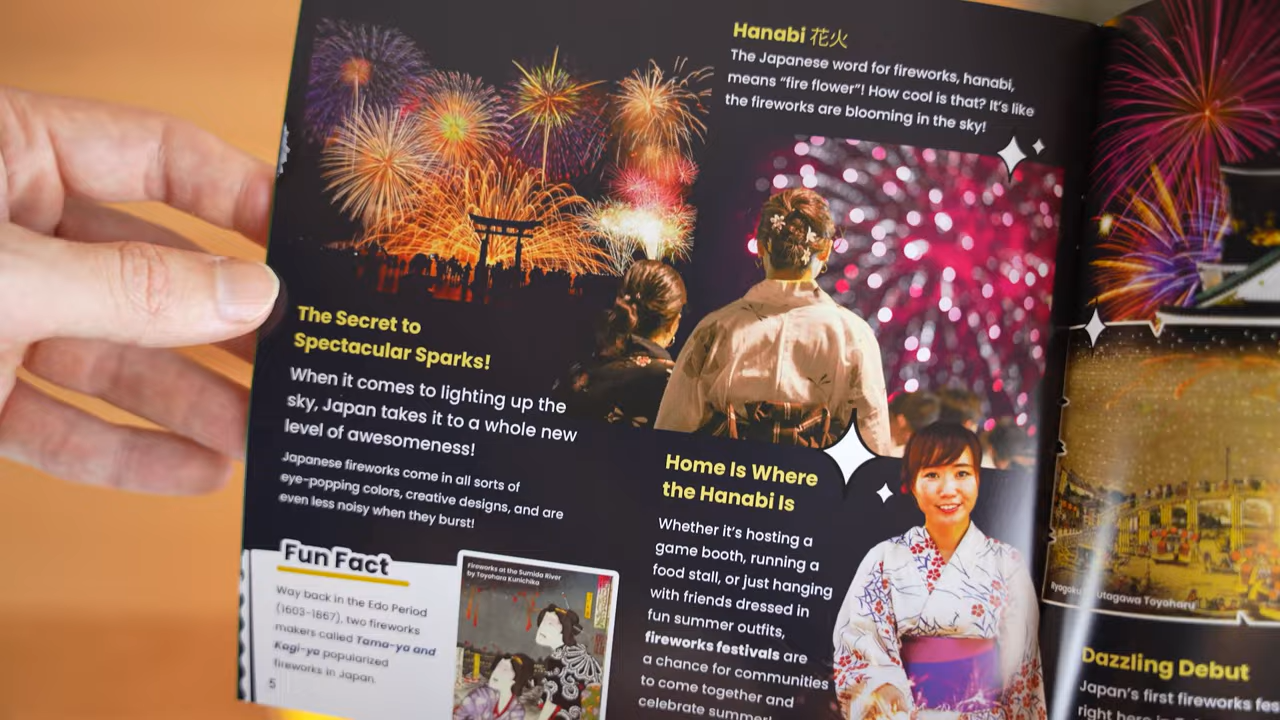 Hanabi 花火
The Japanese word for fireworks, hanabi,
means “fire flower”! How cool is that? It’s like
the fireworks are blooming in the sky!
The Secret to
Spectacular Sparks!
When it comes to lighting up the
sky, Japan takes it to a whole new
level of awesomeness!
Japanese fireworks come in all sorts of
eye-popping colors, creative designs, and are
even less noisy when they burst!
Fun Fact
Way back in the Edo Period
(1603–1867), two fireworks
makers called Tama-ya and
Kagi-ya popularized
fireworks in Japan.
5
Fireworks at the Sumida River
by Toyohara Kunichika
Home Is Where
the Hanabi Is
Whether it’s hosting a
game booth, running a
food stall, or just hanging
with friends dressed in
fun summer outfits,
fireworks festivals are
a chance for communities
to come together and
celebrate summer!
Utagawa Toyoharu
Dazzling Debut
Japan’s first fireworks
right here